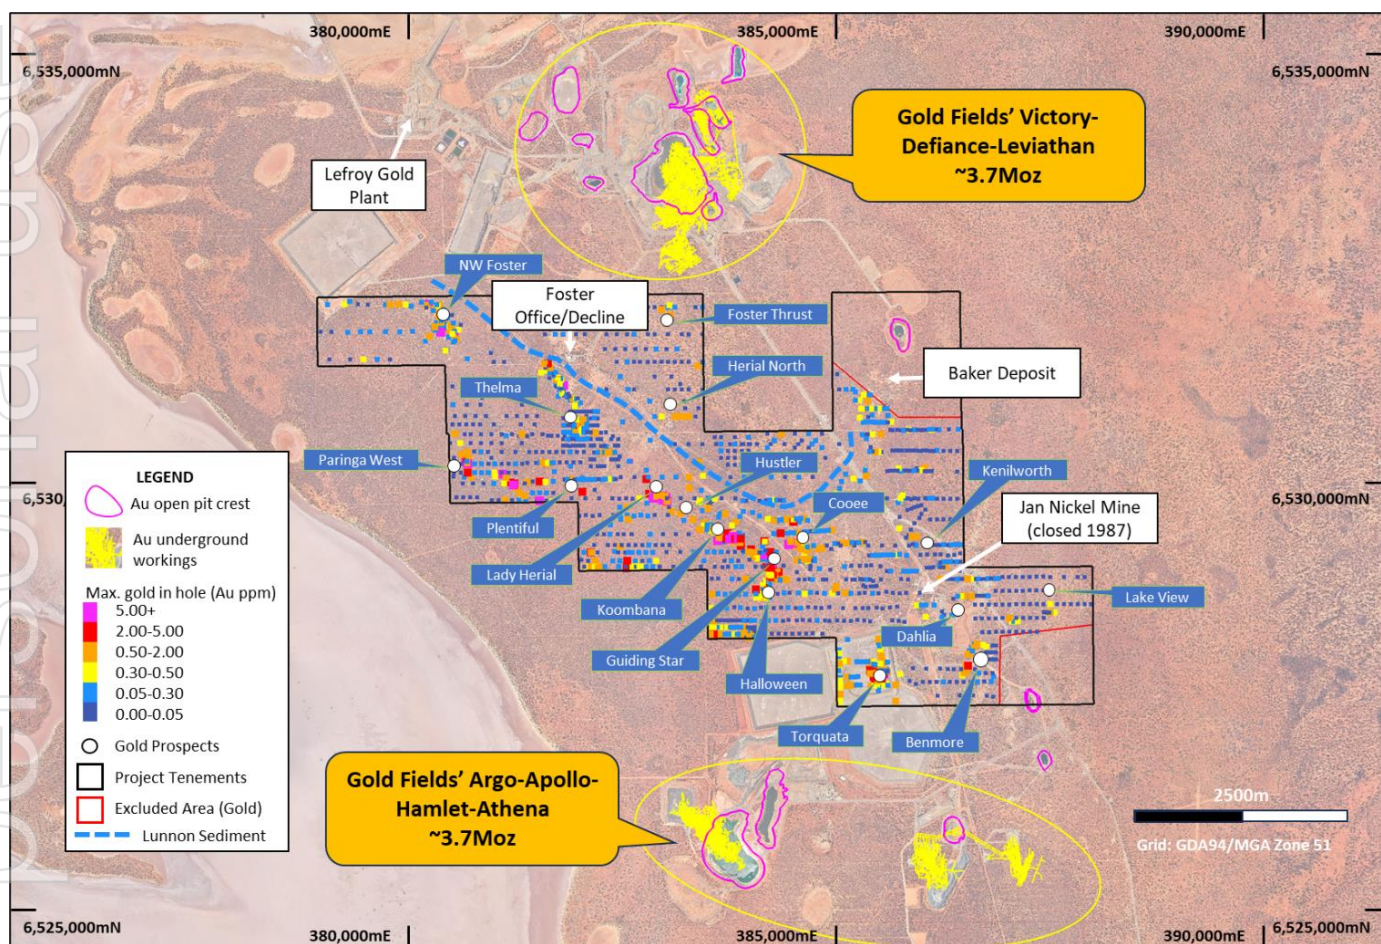 380,000mE
385,000mE
390,000mE
6,535,000mN
6,535,000mN
Gold Fields' Victory-
Defiance-Leviathan
~3.7Moz
Lefroy Gold
Plant
NW Foster
Foster
Office/Decline
Foster Thrust
Herial North
Baker Deposit
Thelma
Paringa West
Hustler
Kenilworth
LEGEND
Au open pit crest
Au underground
workings
Max. gold in hole (Au ppm)
5.00+
2.00-5.00
0.50-2.00
0.30-0.50
0.05-0.30
0.00-0.05
Gold Prospects
Project Tenements
Excluded Area (Gold)
Lunnon Sediment
6,530,
6,530,000mN
Jan Nickel Mine
(closed 1987)
Cooee
Plentiful
Lady Herial
Koombana
Lake View
Dahlia
Guiding Star
Halloween
Torquata
Benmore
Gold Fields' Argo-Apollo-
Hamlet-Athena
~3.7Moz
2500m
Grid: GDA94/MGA Zone 51
6,525,000mN
6,525,000mN
380,000mE
385,000mE
390,000mE